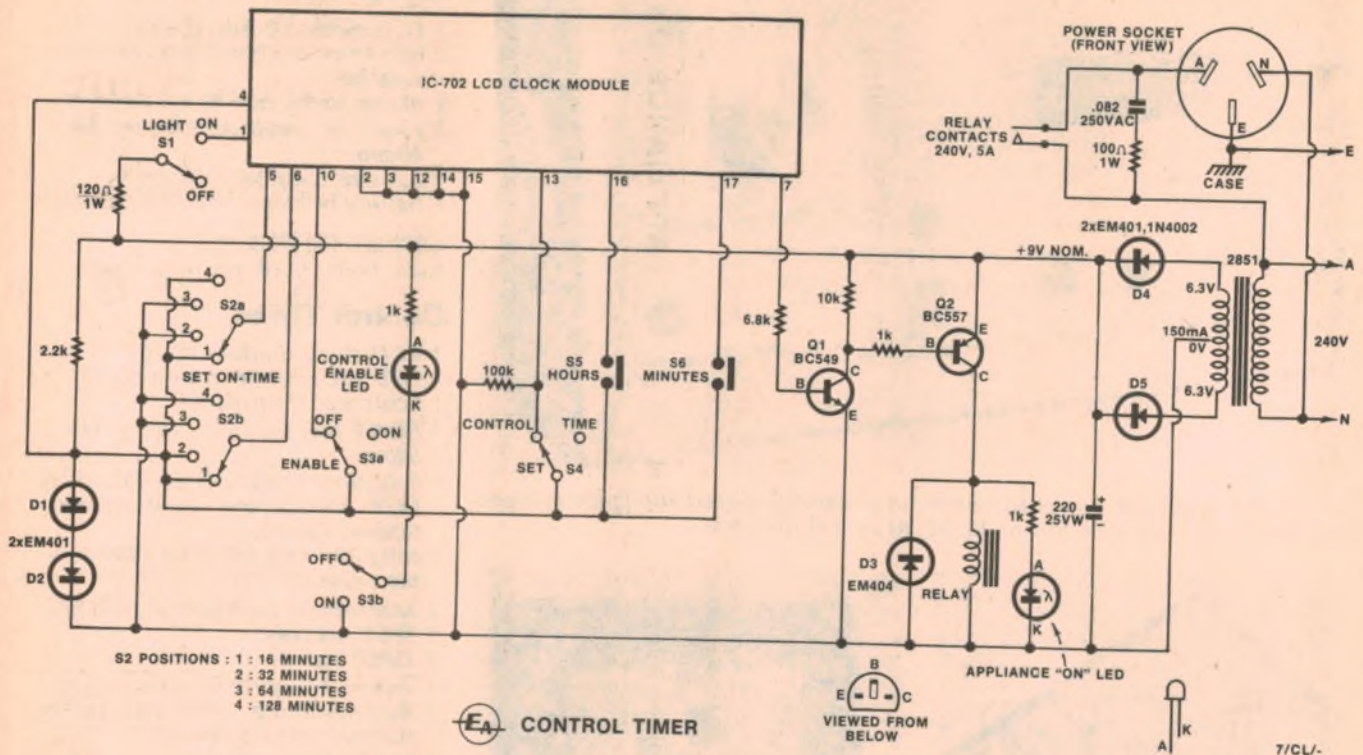 IC-702 LCD CLOCK MODULE
4
1
5
6
10
2
3
12
14
15
13
16
17
7
LIGHT
ON
S1
OFF
120Ω
1W
4
3
S2a
2
1
SET ON-TIME
4
3
S2b
2
1
2.2k
D1
2xEM401
D2
1k
A
CONTROL
ENABLE
LED
λ
K
OFF
ON
ENABLE
S3a
OFF
S3b
ON
100k
CONTROL
TIME
SET
S4
S5
HOURS
S6
MINUTES
6.8k
10k
Q1
BC549
B
C
E
1k
Q2
BC557
B
E
C
D3
EM404
RELAY
1k
A
λ
K
APPLIANCE "ON" LED
220
25VW
+
−
+9V NOM.
2xEM401,1N4002
D4
D5
6.3V
150mA
0V
6.3V
2851
240V
A
N
E
POWER SOCKET
(FRONT VIEW)
A
N
E
CASE
.082
250VAC
100Ω
1W
RELAY
CONTACTS
240V, 5A
S2 POSITIONS : 1 : 16 MINUTES
2 : 32 MINUTES
3 : 64 MINUTES
4 : 128 MINUTES
EA CONTROL TIMER
B
E
C
VIEWED FROM
BELOW
A
K
7/CL/-